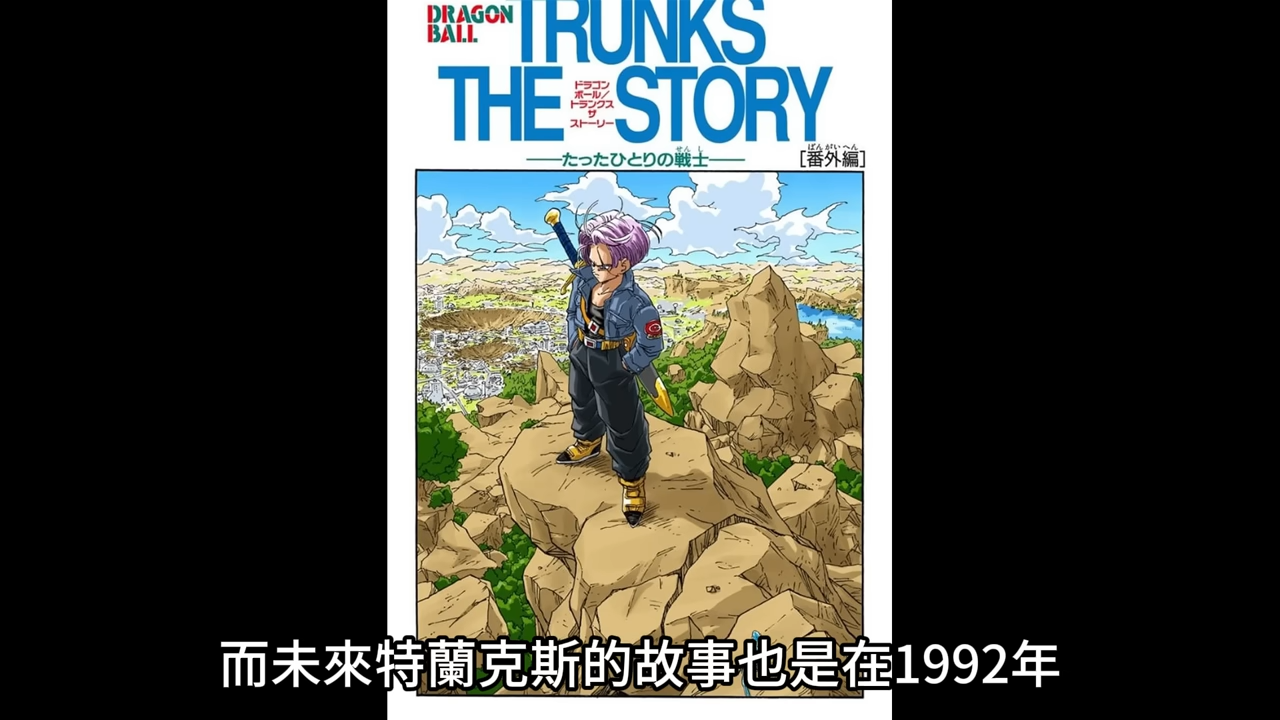 DRAGON
BALL
TRUNKS
THE STORY
ドラゴン
ボール／
トランクス
ザ
ストーリー
せんし
——たったひとりの戦士——
ばんがいへん
[番外編]
而未來特蘭克斯的故事也是在1992年